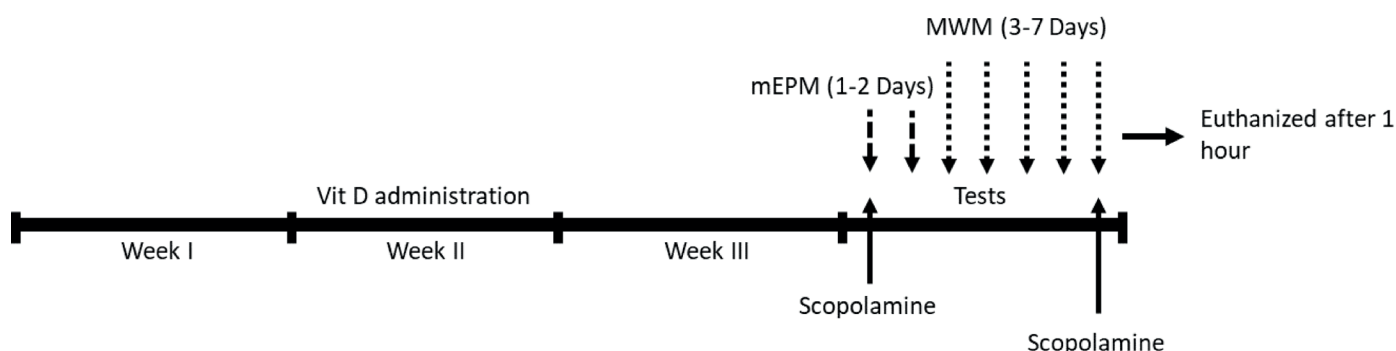 MWM (3-7 Days)
mEPM (1-2 Days)
Euthanized after 1
hour
Vit D administration
Tests
Week I
Week II
Week III
Scopolamine
Scopolamine